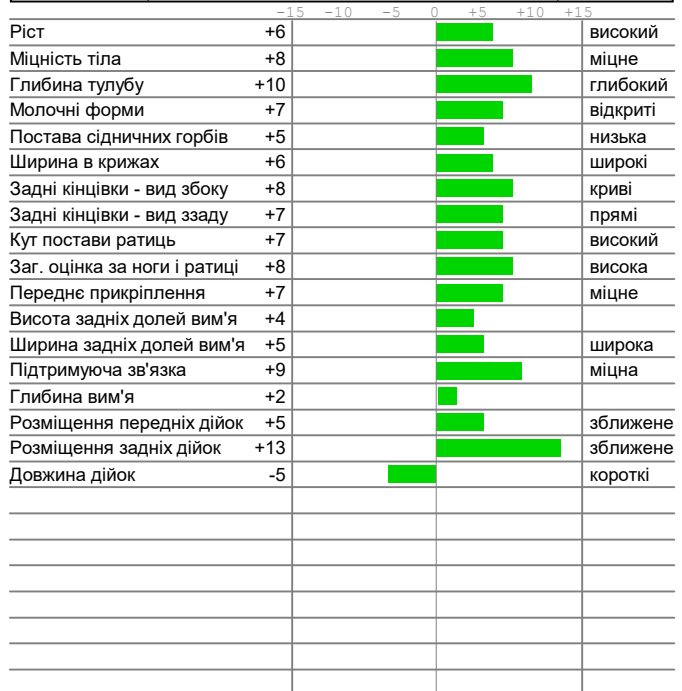 -15 -10 -5 0 +5 +10 +15
Ріст +6 високий
Міцність тіла +8 міцне
Глибина тулубу +10 глибокий
Молочні форми +7 відкриті
Постава сідничних горбів +5 низька
Ширина в крижах +6 широкі
Задні кінцівки - вид збоку +8 криві
Задні кінцівки - вид ззаду +7 прямі
Кут постави ратиць +7 високий
Заг. оцінка за ноги і ратиці +8 висока
Переднє прикріплення +7 міцне
Висота задніх долей вим'я +4
Ширина задніх долей вим'я +5 широка
Підтримуюча зв'язка +9 міцна
Глибина вим'я +2
Розміщення передніх дійок +5 зближене
Розміщення задніх дійок +13 зближене
Довжина дійок -5 короткі